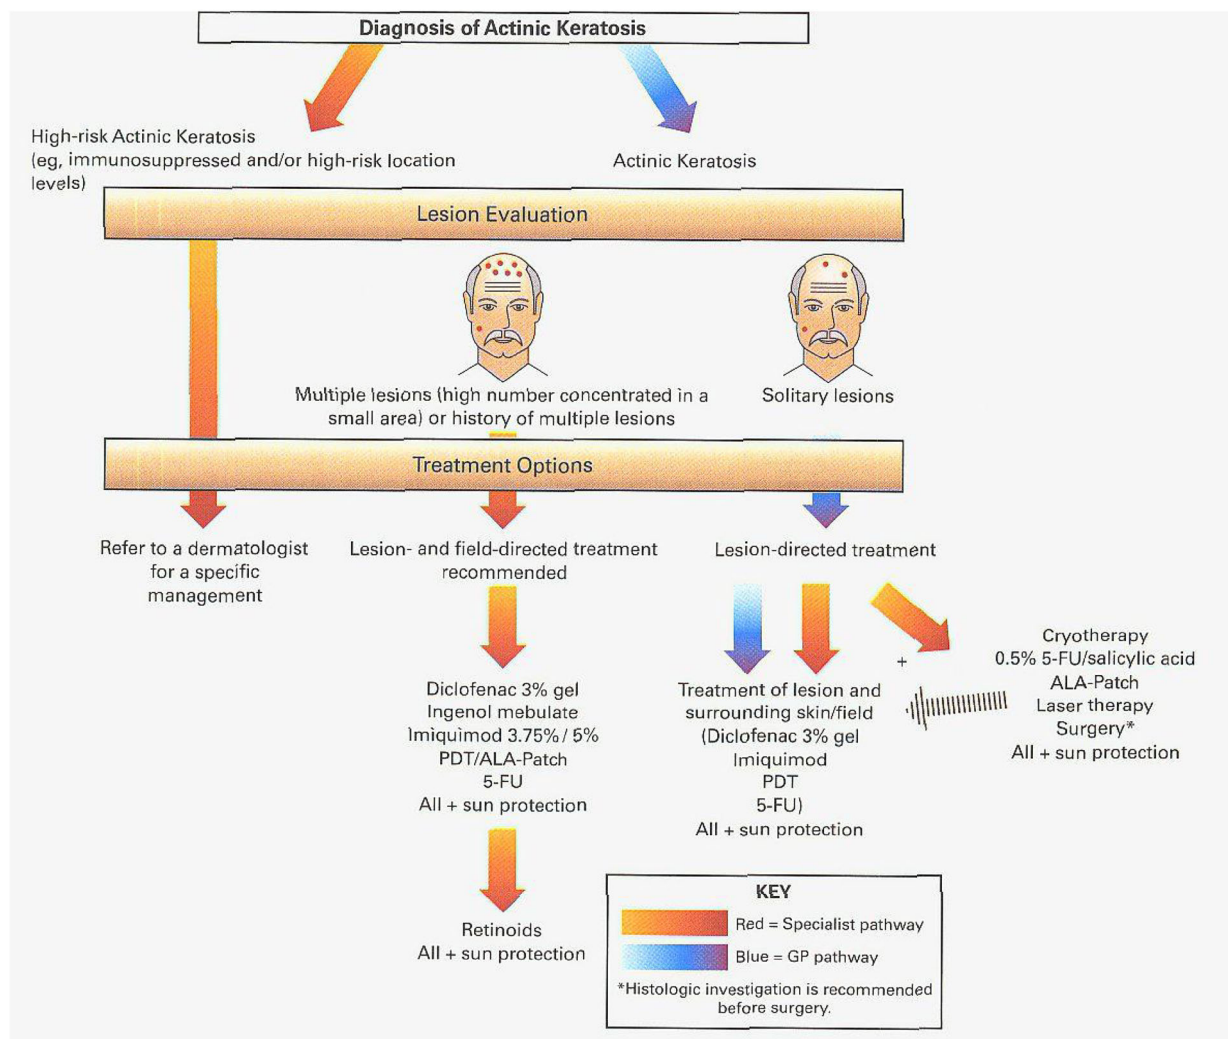 Diagnosis of Actinic Keratosis
High-risk Actinic Keratosis
(eg, immunosuppressed and/or high-risk location
levels)
Actinic Keratosis
Lesion Evaluation
Multiple lesions (high number concentrated in a
small area) or history of multiple lesions
Solitary lesions
Treatment Options
Refer to a dermatologist
for a specific
management
Lesion- and field-directed treatment
recommended
Lesion-directed treatment
Diclofenac 3% gel
Ingenol mebulate
Imiquimod 3.75% / 5%
PDT/ALA-Patch
5-FU
All + sun protection
Retinoids
All + sun protection
Treatment of lesion and
surrounding skin/field
(Diclofenac 3% gel
Imiquimod
PDT
5-FU)
All + sun protection
+
Cryotherapy
0.5% 5-FU/salicylic acid
ALA-Patch
Laser therapy
Surgery*
All + sun protection
KEY
Red = Specialist pathway
Blue = GP pathway
*Histologic investigation is recommended
before surgery.